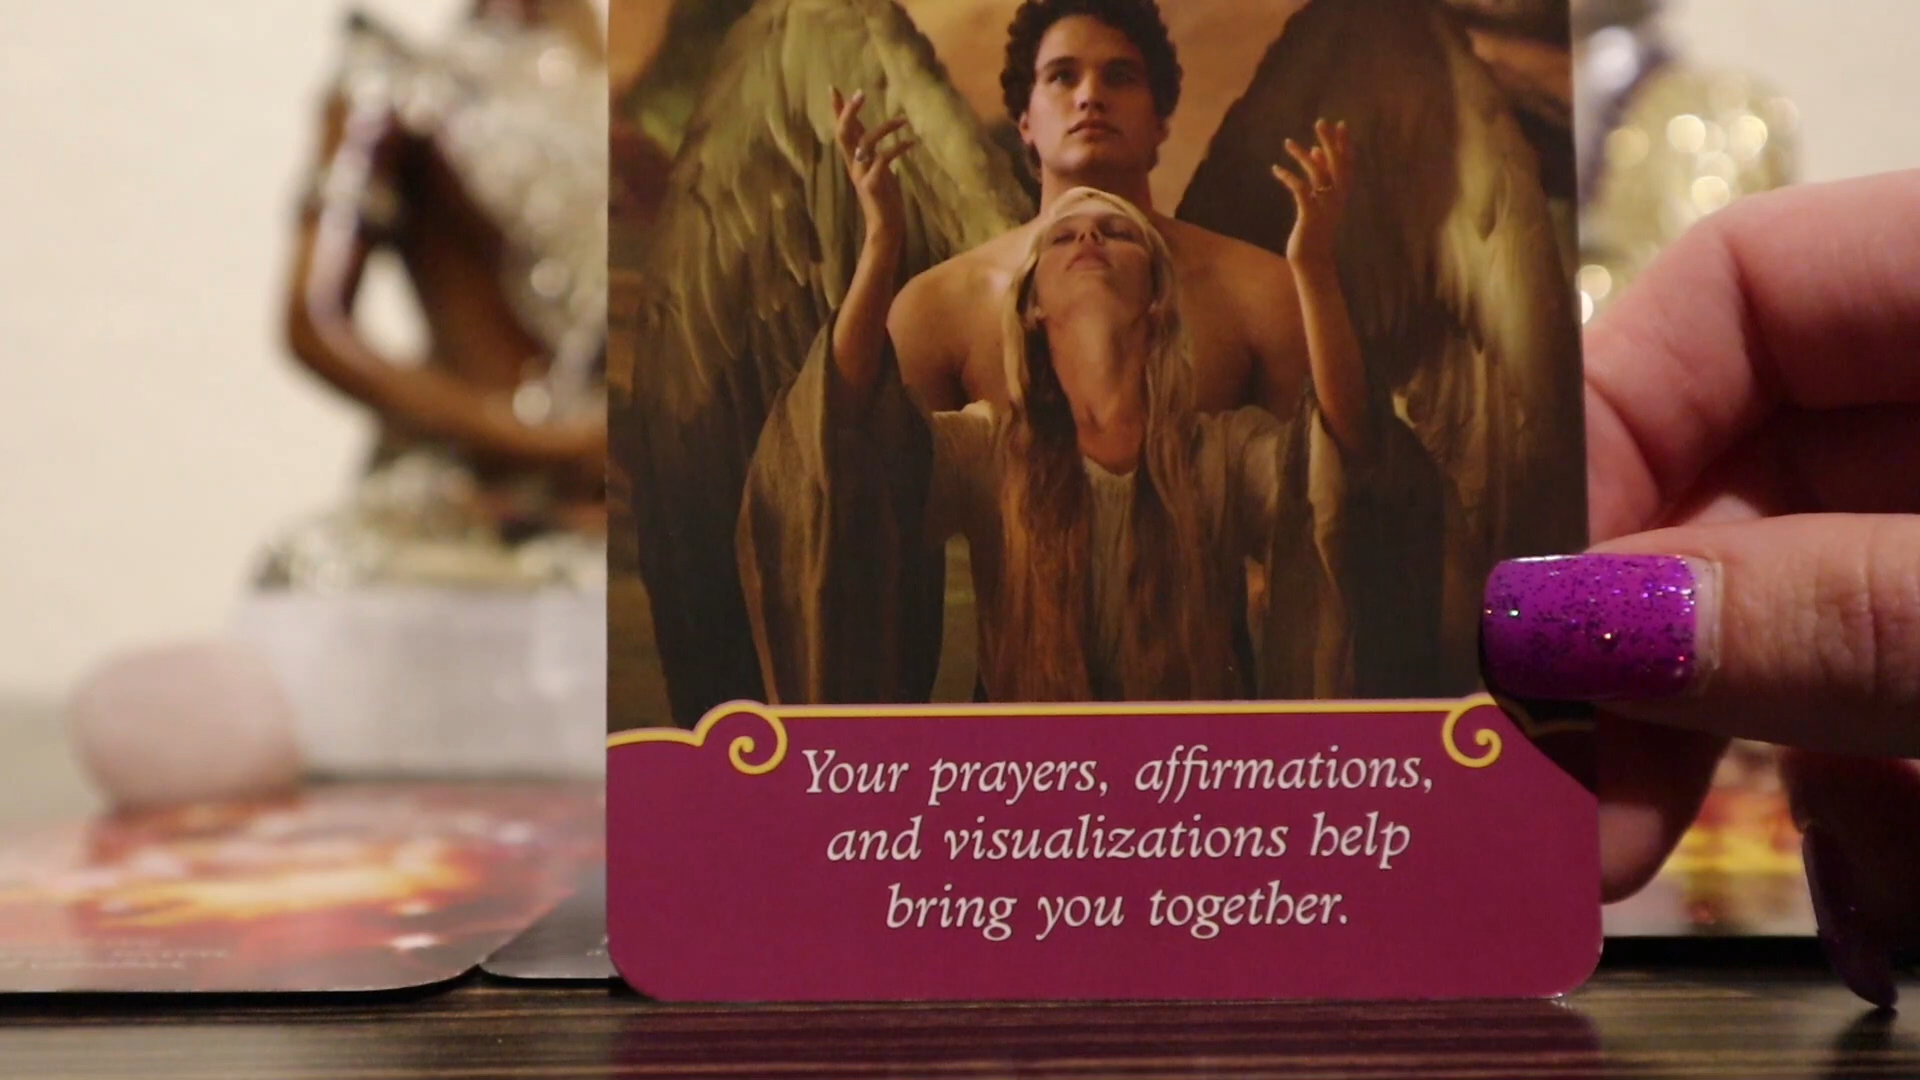 Your prayers, affirmations,
and visualizations help
bring you together.